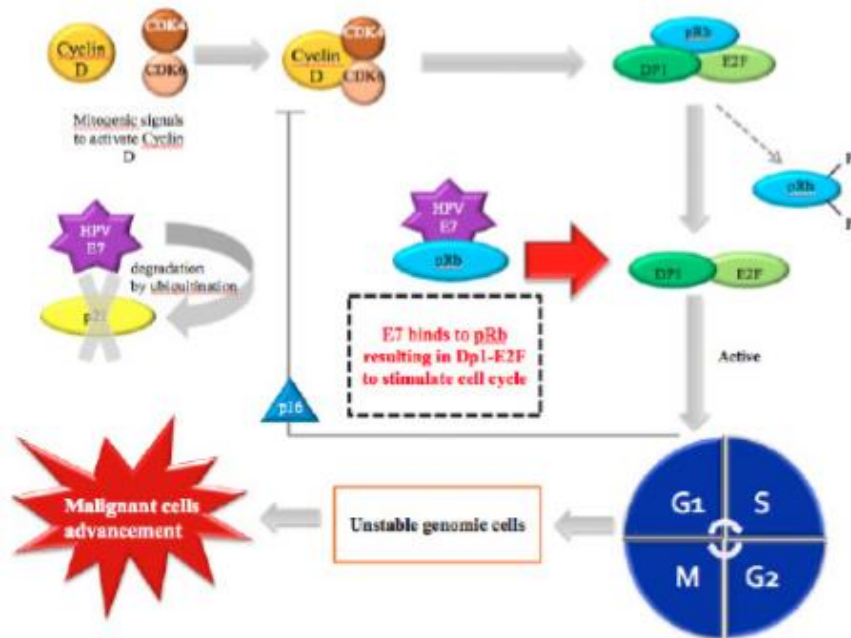 Cyclin
D
CDK4
CDK6
Cyclin
D
CDK4
CDK6
pRb
DP1
E2F
Mitogenic signals
to activate Cyclin
D
pRb
P
P
HPV
E7
degradation
by ubiquitination
p21
HPV
E7
pRb
DP1
E2F
E7 binds to pRb
resulting in Dp1-E2F
to stimulate cell cycle
Active
p16
Malignant cells
advancement
Unstable genomic cells
G1
S
M
G2